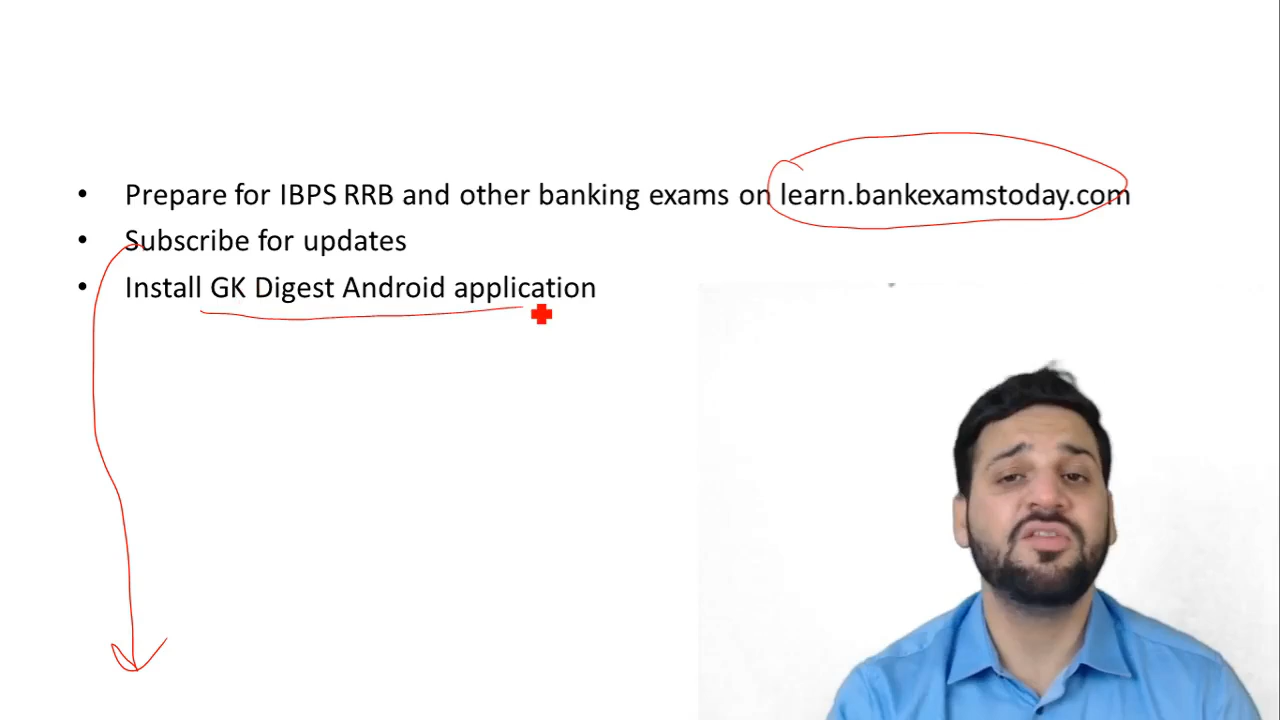 • Prepare for IBPS RRB and other banking exams on learn.bankexamstoday.com
• Subscribe for updates
• Install GK Digest Android application